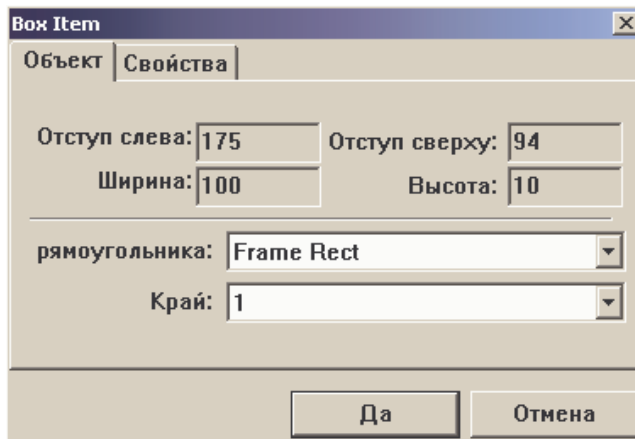 Box Item
Объект Свойства
Отступ слева: 175 Отступ сверху: 94
Ширина: 100 Высота: 10
рямоугольника: Frame Rect
Край: 1
Да Отмена